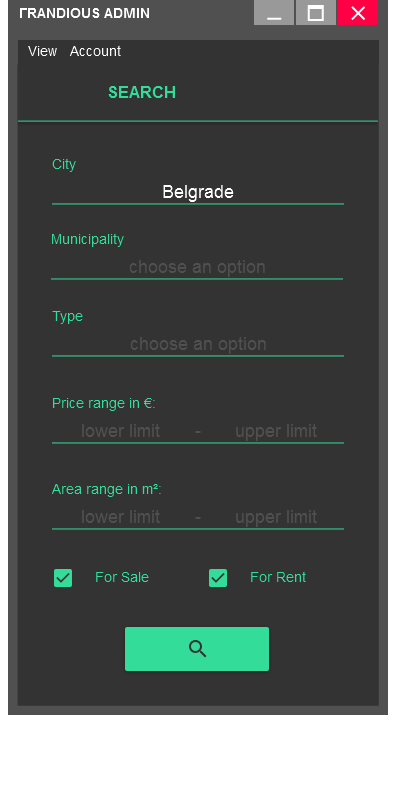 FRANDIOUS ADMIN
View Account
SEARCH
City
Belgrade
Municipality
choose an option
Type
choose an option
Price range in €:
lower limit - upper limit
Area range in m²:
lower limit - upper limit
For Sale For Rent